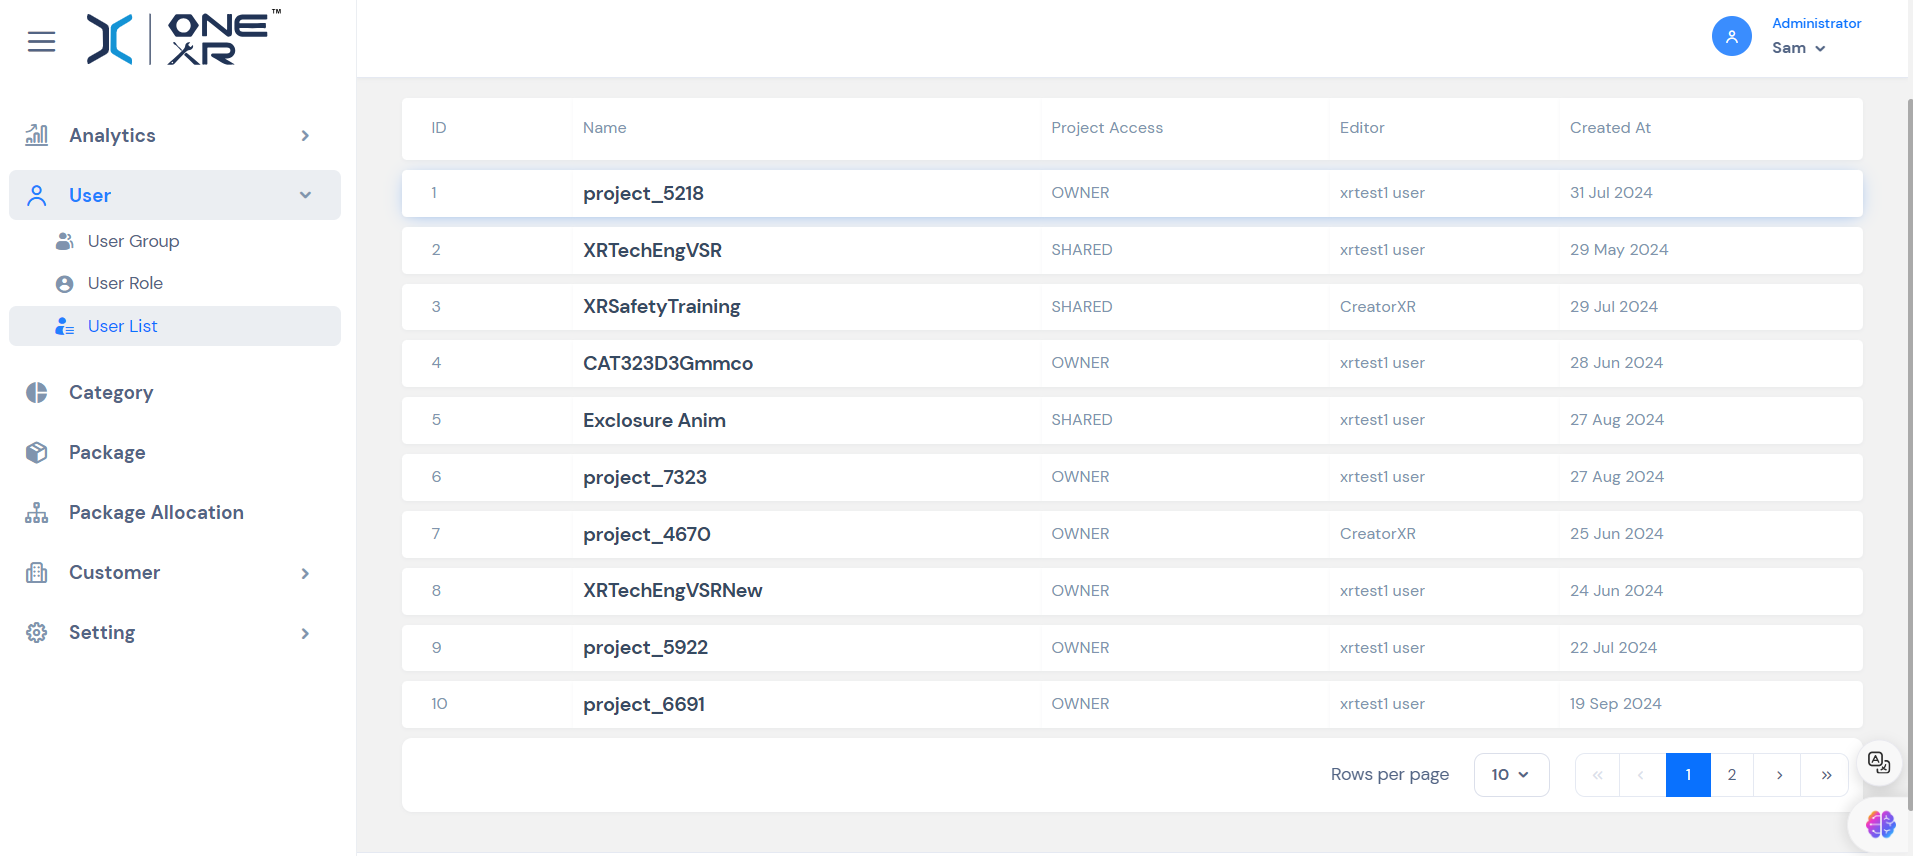 ONE XR™
Administrator
Sam
Analytics
User
User Group
User Role
User List
Category
Package
Package Allocation
Customer
Setting
ID Name Project Access Editor Created At
1 project_5218 OWNER xrtest1 user 31 Jul 2024
2 XRTechEngVSR SHARED xrtest1 user 29 May 2024
3 XRSafetyTraining SHARED CreatorXR 29 Jul 2024
4 CAT323D3Gmmco OWNER xrtest1 user 28 Jun 2024
5 Exclosure Anim SHARED xrtest1 user 27 Aug 2024
6 project_7323 OWNER xrtest1 user 27 Aug 2024
7 project_4670 OWNER CreatorXR 25 Jun 2024
8 XRTechEngVSRNew OWNER xrtest1 user 24 Jun 2024
9 project_5922 OWNER xrtest1 user 22 Jul 2024
10 project_6691 OWNER xrtest1 user 19 Sep 2024
Rows per page 10 « ‹ 1 2 › »